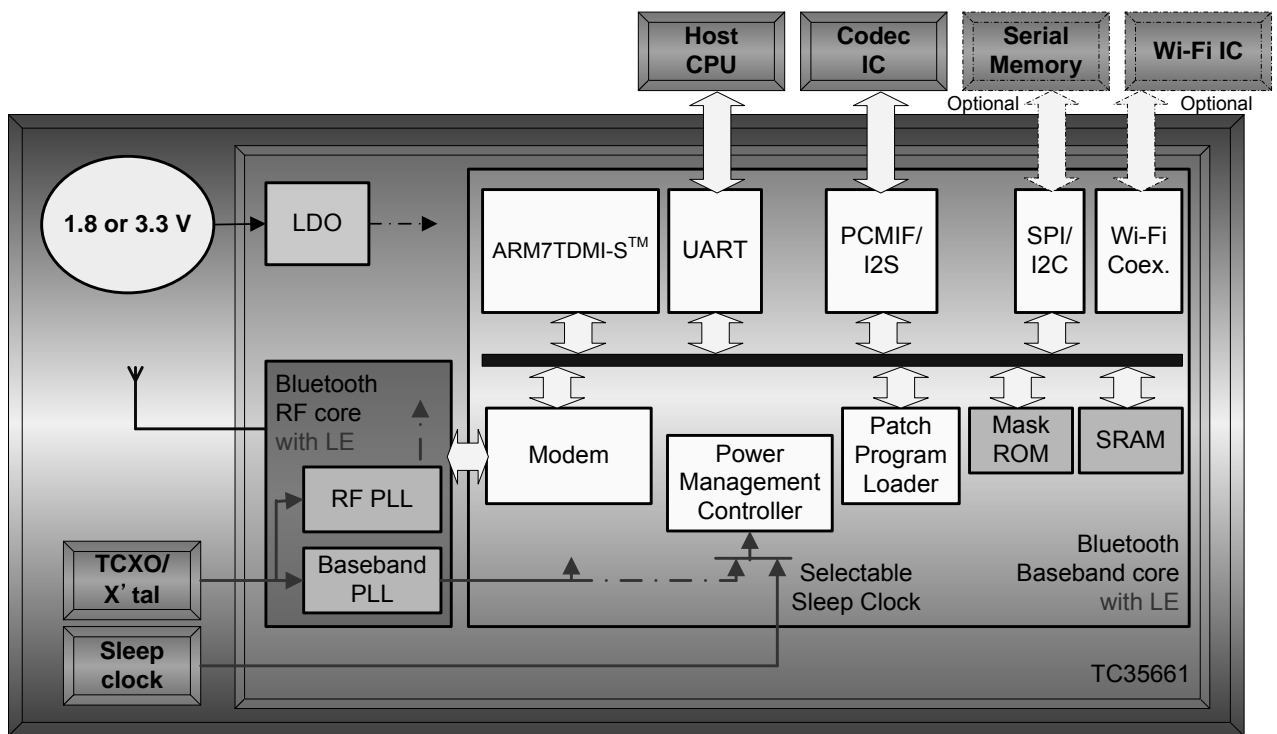 Host
CPU
Codec
IC
Serial
Memory
Wi-Fi IC
Optional
Optional
1.8 or 3.3 V
LDO
ARM7TDMI-S™
UART
PCMIF/
I2S
SPI/
I2C
Wi-Fi
Coex.
Bluetooth
RF core
with LE
RF PLL
Baseband
PLL
Modem
Power
Management
Controller
Patch
Program
Loader
Mask
ROM
SRAM
TCXO/
X'tal
Sleep
clock
Selectable
Sleep Clock
Bluetooth
Baseband core
with LE
TC35661